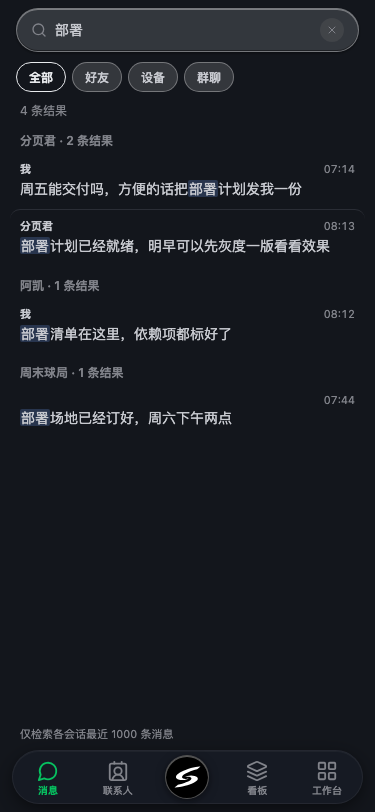 部署
全部
好友
设备
群聊
4 条结果
分页君 · 2 条结果
我
07:14
周五能交付吗，方便的话把部署计划发我一份
分页君
08:13
部署计划已经就绪，明早可以先灰度一版看看效果
阿凯 · 1 条结果
我
08:12
部署清单在这里，依赖项都标好了
周末球局 · 1 条结果
07:44
部署场地已经订好，周六下午两点
仅检索各会话最近 1000 条消息
消息
联系人
看板
工作台